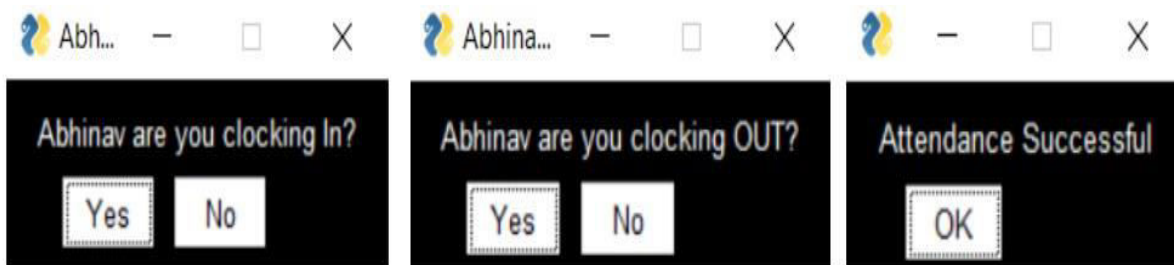 Abh...
Abhinav are you clocking In?
Yes No
Abhina...
Abhinav are you clocking OUT?
Yes No
Attendance Successful
OK